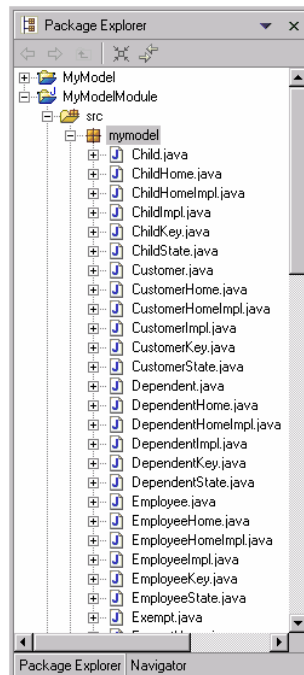 Package Explorer
MyModel
MyModelModule
src
mymodel
Child.java
ChildHome.java
ChildHomeImpl.java
ChildImpl.java
ChildKey.java
ChildState.java
Customer.java
CustomerHome.java
CustomerHomeImpl.java
CustomerImpl.java
CustomerKey.java
CustomerState.java
Dependent.java
DependentHome.java
DependentHomeImpl.java
DependentImpl.java
DependentKey.java
DependentState.java
Employee.java
EmployeeHome.java
EmployeeHomeImpl.java
EmployeeImpl.java
EmployeeKey.java
EmployeeState.java
Exempt.java
Package Explorer Navigator